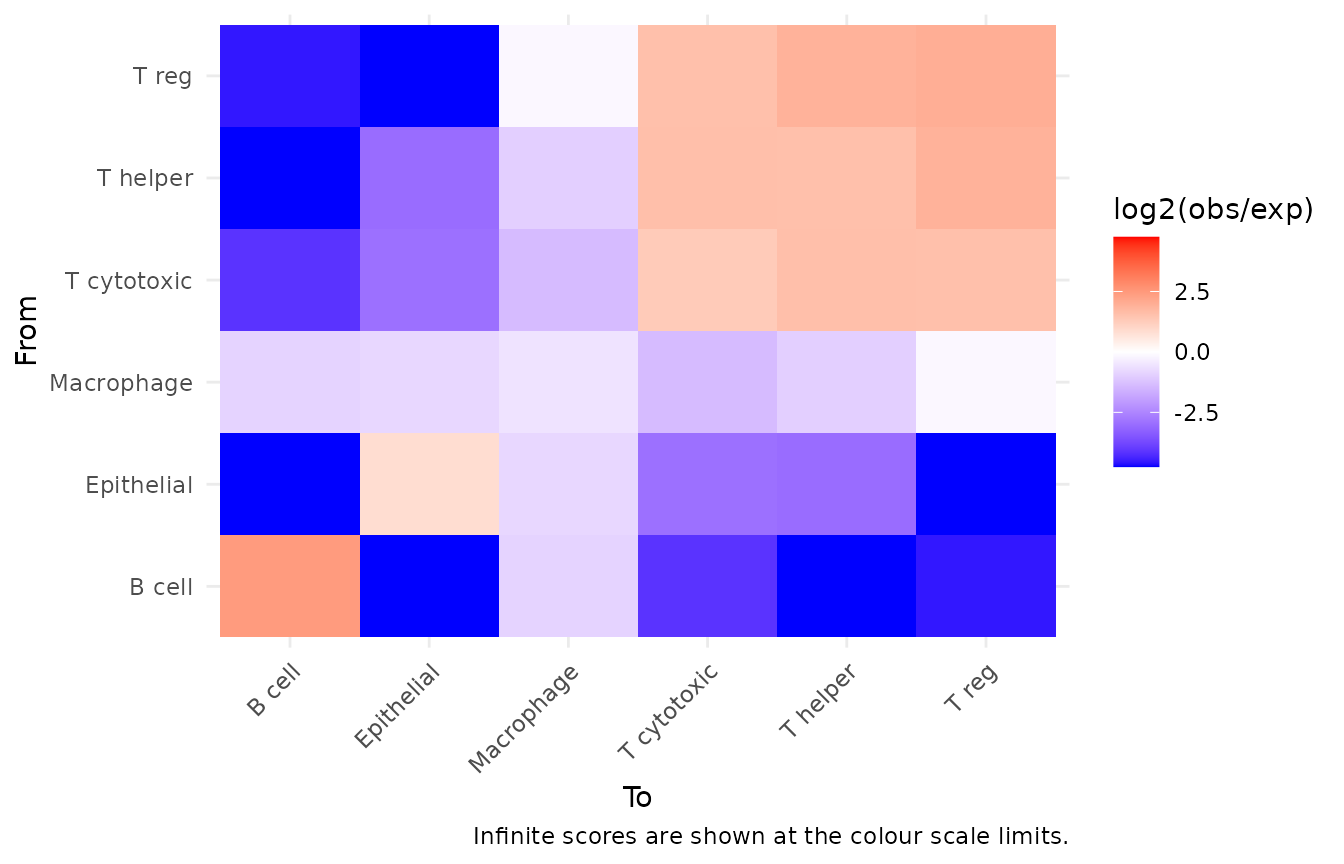 T reg
T helper
T cytotoxic
Macrophage
Epithelial
B cell
From
B cell
Epithelial
Macrophage
T cytotoxic
T helper
T reg
To
log2(obs/exp)
2.5
0.0
-2.5
Infinite scores are shown at the colour scale limits.